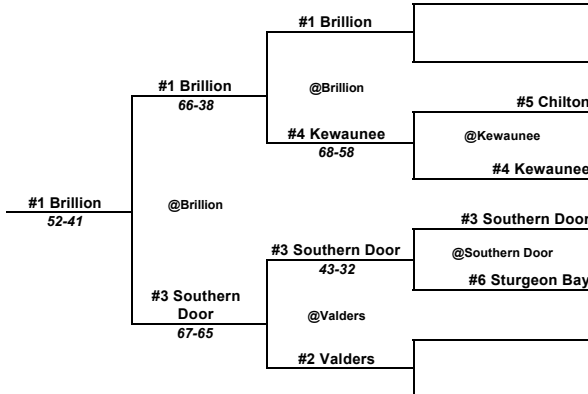 #1 Brillion
#1 Brillion
@Brillion
66-38
#5 Chilton
#4 Kewaunee
@Kewaunee
68-58
#4 Kewaunee
#1 Brillion
@Brillion
52-41
#3 Southern Door
#3 Southern Door
@Southern Door
43-32
#6 Sturgeon Bay
#3 Southern
Door
@Valders
67-65
#2 Valders